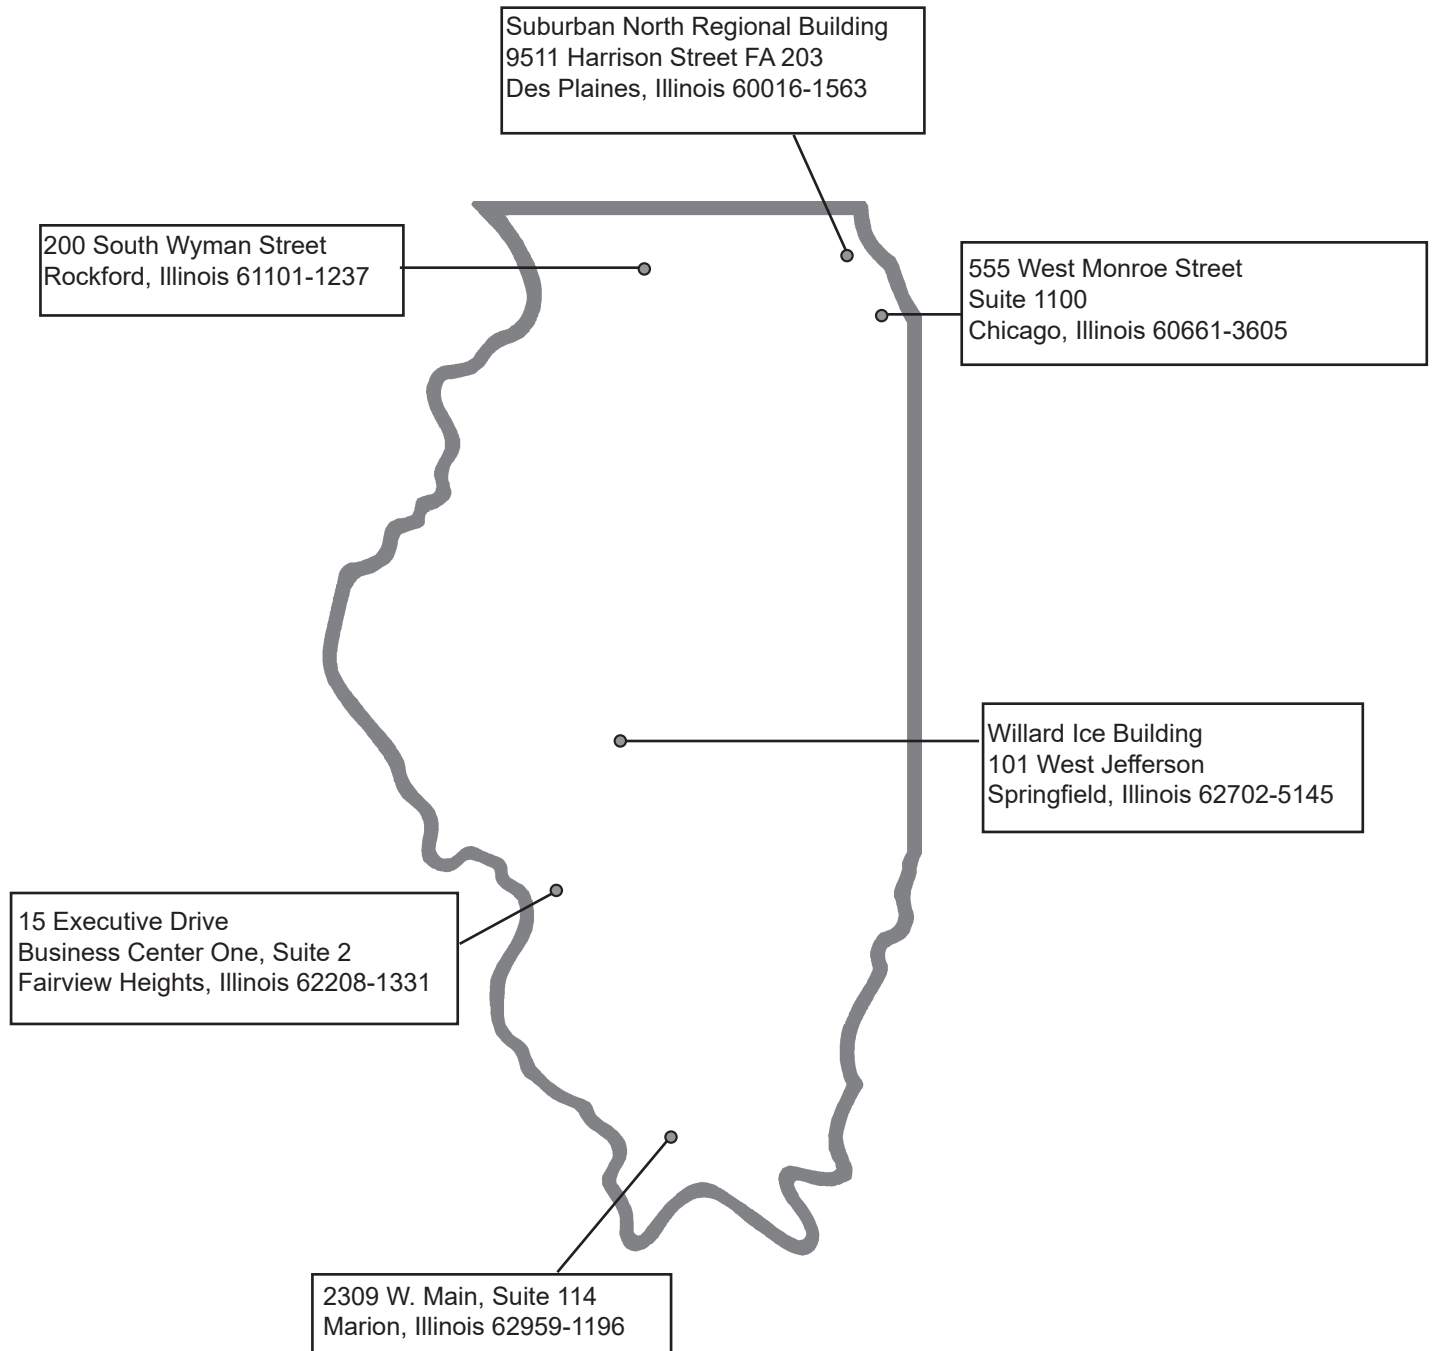 Suburban North Regional Building
9511 Harrison Street FA 203
Des Plaines, Illinois 60016-1563
200 South Wyman Street
Rockford, Illinois 61101-1237
555 West Monroe Street
Suite 1100
Chicago, Illinois 60661-3605
Willard Ice Building
101 West Jefferson
Springfield, Illinois 62702-5145
15 Executive Drive
Business Center One, Suite 2
Fairview Heights, Illinois 62208-1331
2309 W. Main, Suite 114
Marion, Illinois 62959-1196